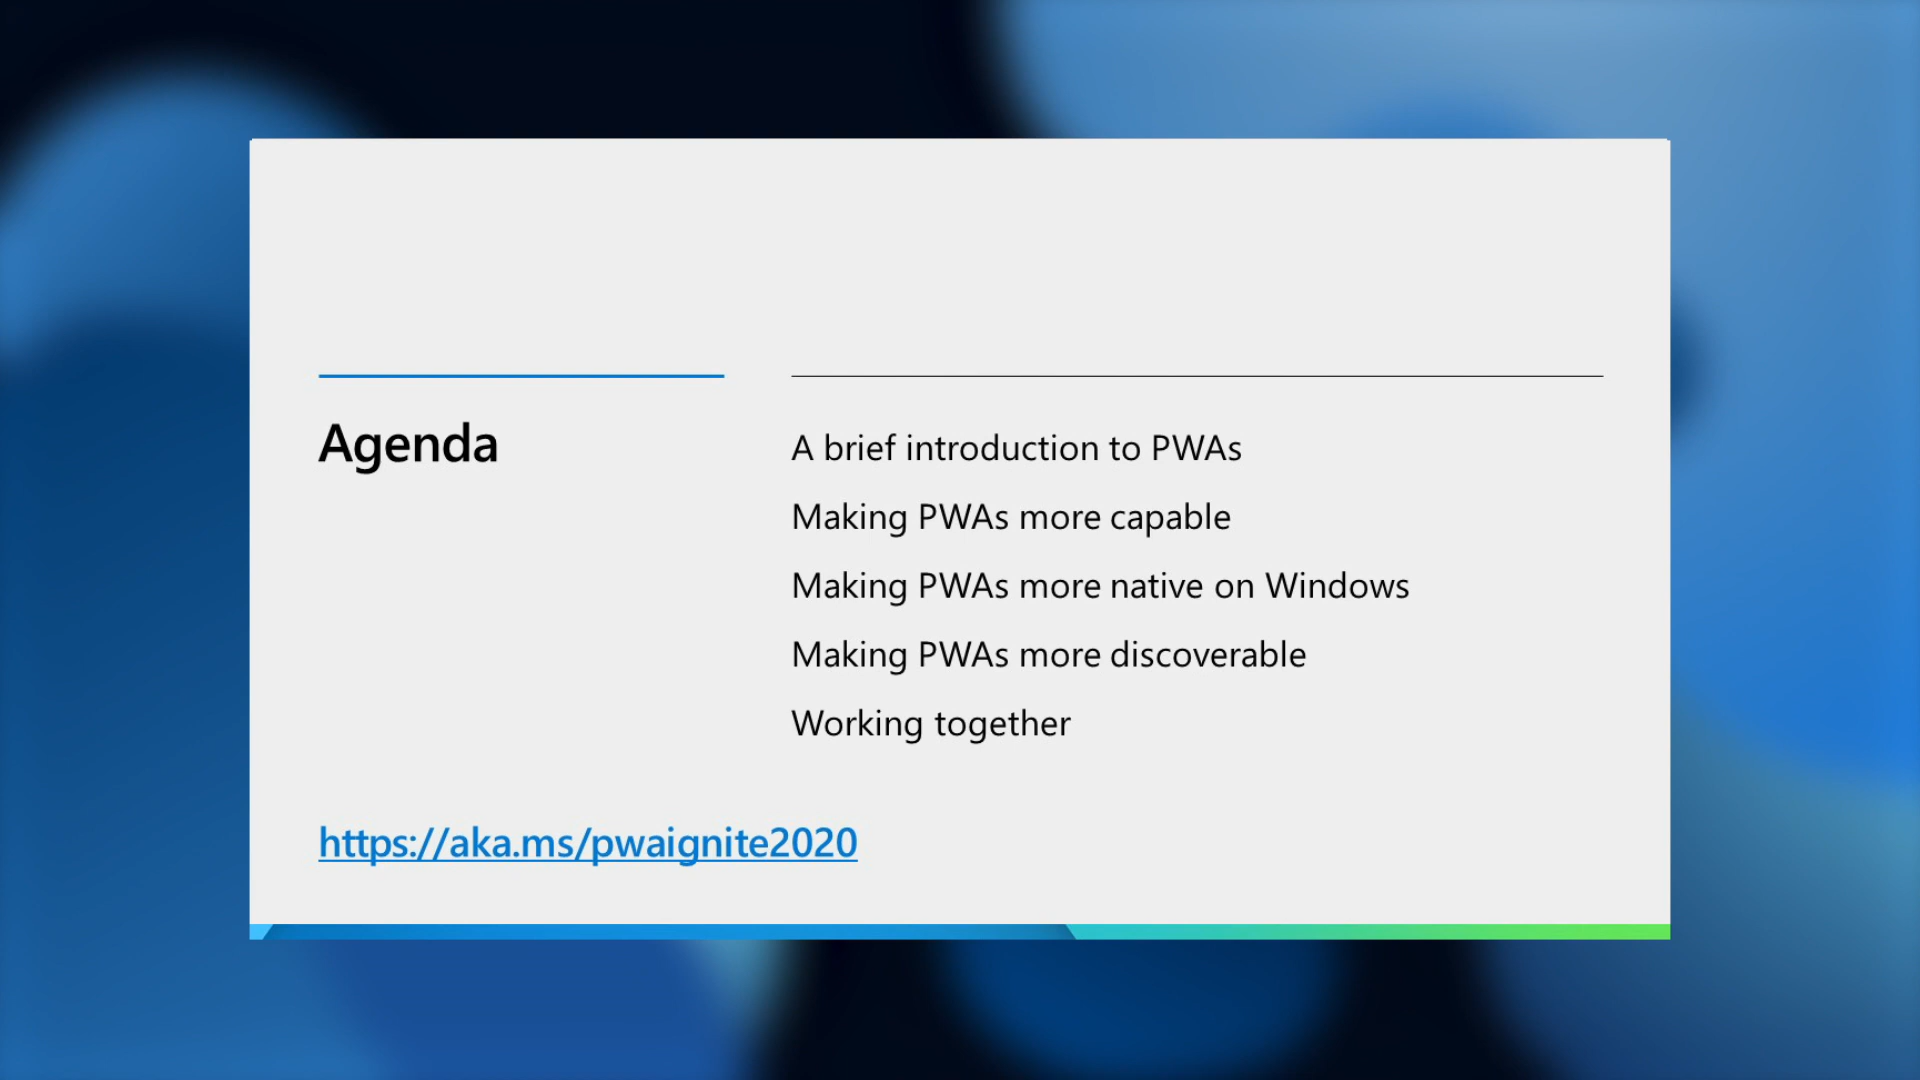 Agenda
A brief introduction to PWAs
Making PWAs more capable
Making PWAs more native on Windows
Making PWAs more discoverable
Working together
https://aka.ms/pwaignite2020